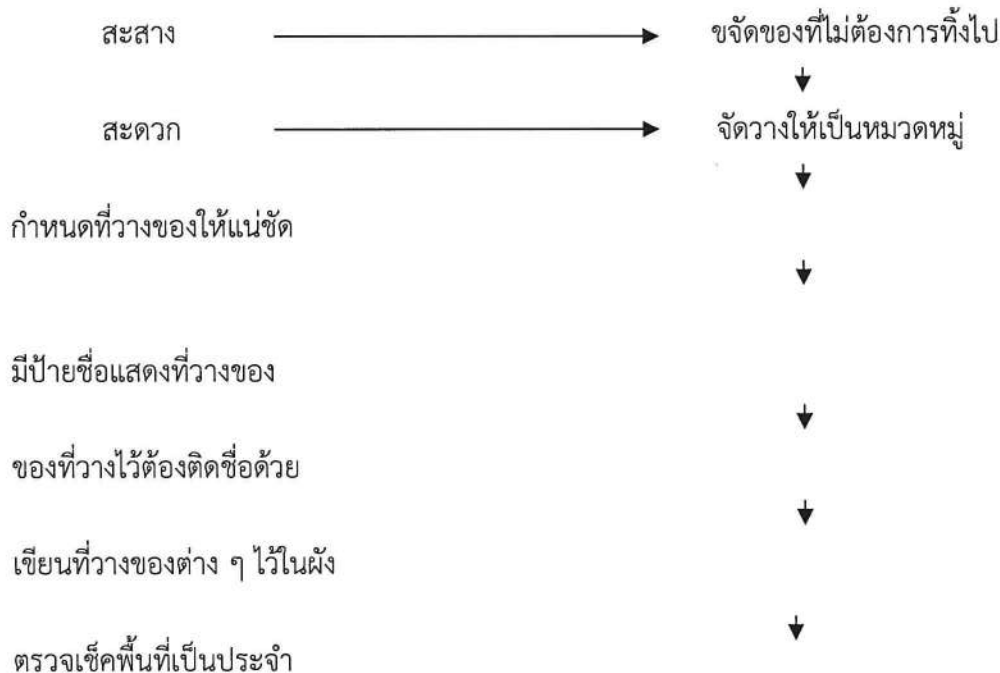 สะสาง ขจัดของที่ไม่ต้องการทิ้งไป
สะดวก จัดวางให้เป็นหมวดหมู่
กำหนดที่วางของให้แน่ชัด
มีป้ายชื่อแสดงที่วางของ
ของที่วางไว้ต้องติดชื่อด้วย
เขียนที่วางของต่าง ๆ ไว้ในผัง
ตรวจเช็คพื้นที่เป็นประจำ